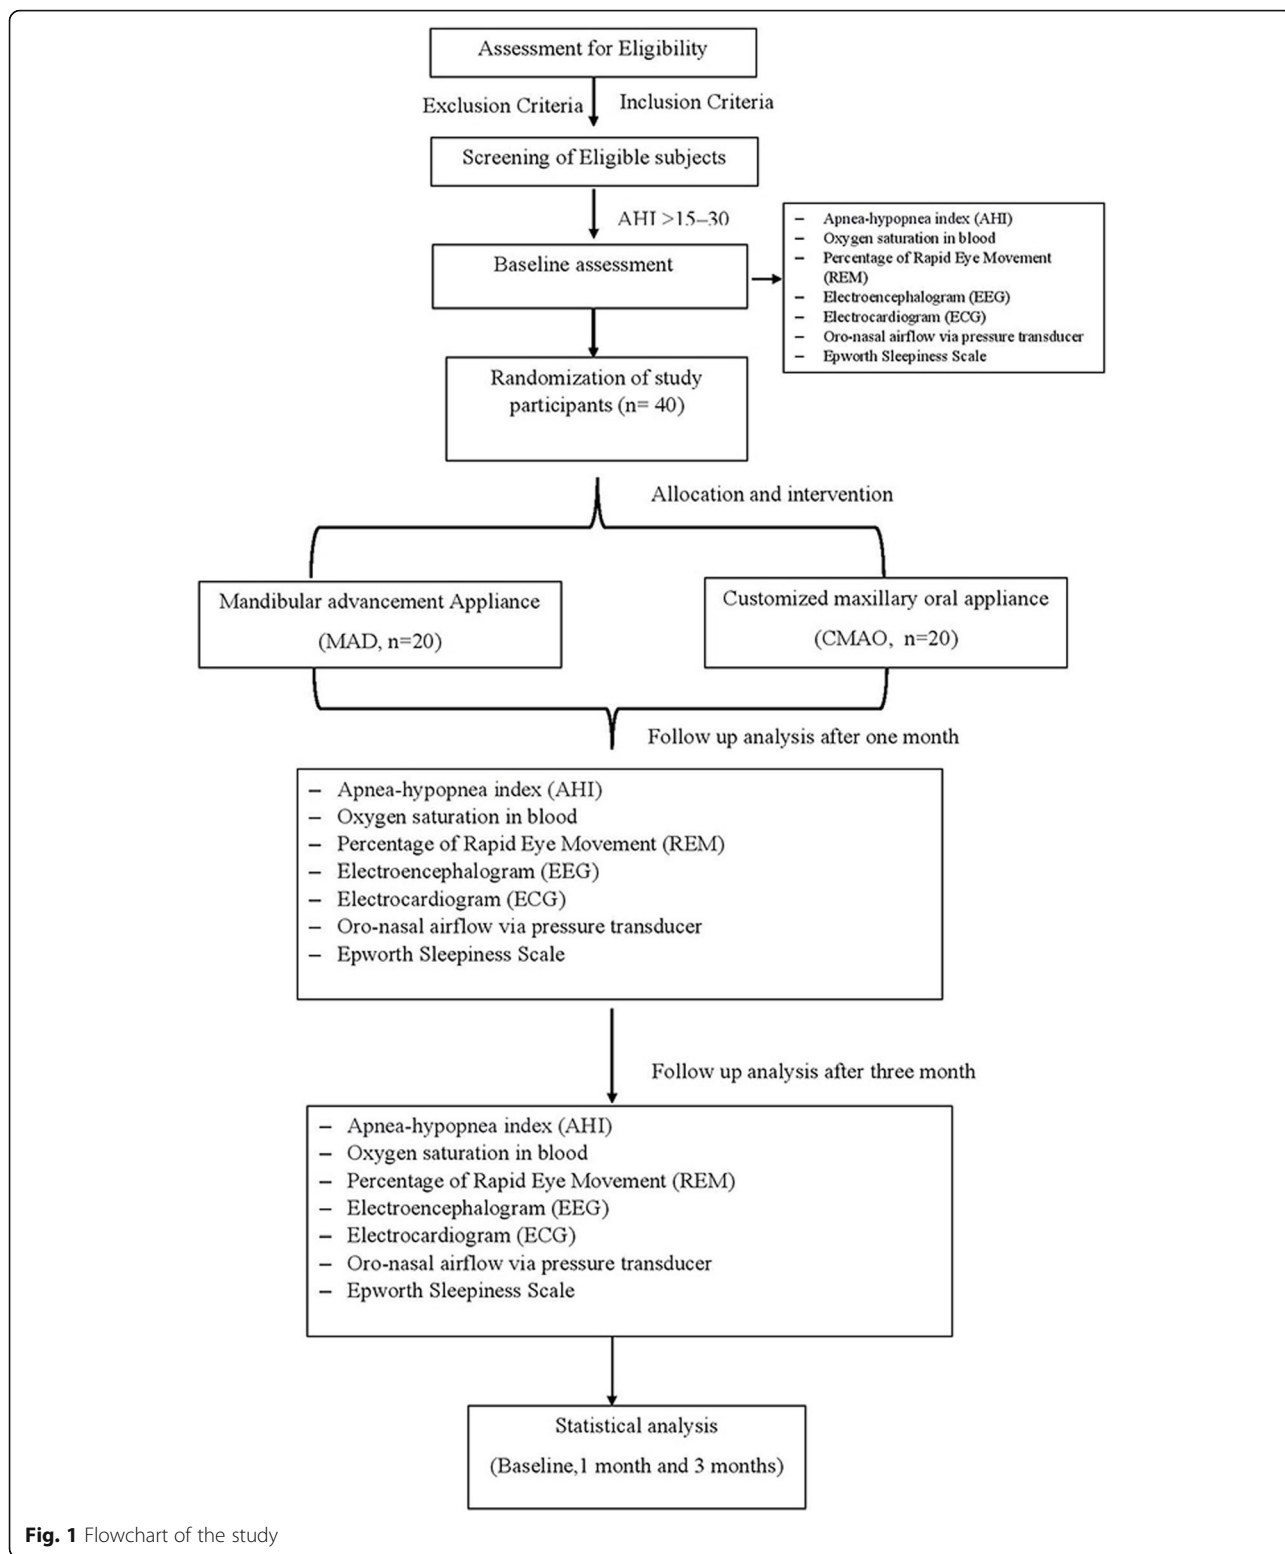 Assessment for Eligibility
Exclusion Criteria
Inclusion Criteria
Screening of Eligible subjects
AHI >15–30
Baseline assessment
– Apnea-hypopnea index (AHI)
– Oxygen saturation in blood
– Percentage of Rapid Eye Movement
(REM)
– Electroencephalogram (EEG)
– Electrocardiogram (ECG)
– Oro-nasal airflow via pressure transducer
– Epworth Sleepiness Scale
Randomization of study
participants (n= 40)
Allocation and intervention
Mandibular advancement Appliance
(MAD, n=20)
Customized maxillary oral appliance
(CMAO, n=20)
Follow up analysis after one month
– Apnea-hypopnea index (AHI)
– Oxygen saturation in blood
– Percentage of Rapid Eye Movement (REM)
– Electroencephalogram (EEG)
– Electrocardiogram (ECG)
– Oro-nasal airflow via pressure transducer
– Epworth Sleepiness Scale
Follow up analysis after three month
– Apnea-hypopnea index (AHI)
– Oxygen saturation in blood
– Percentage of Rapid Eye Movement (REM)
– Electroencephalogram (EEG)
– Electrocardiogram (ECG)
– Oro-nasal airflow via pressure transducer
– Epworth Sleepiness Scale
Statistical analysis
(Baseline,1 month and 3 months)
Fig. 1 Flowchart of the study